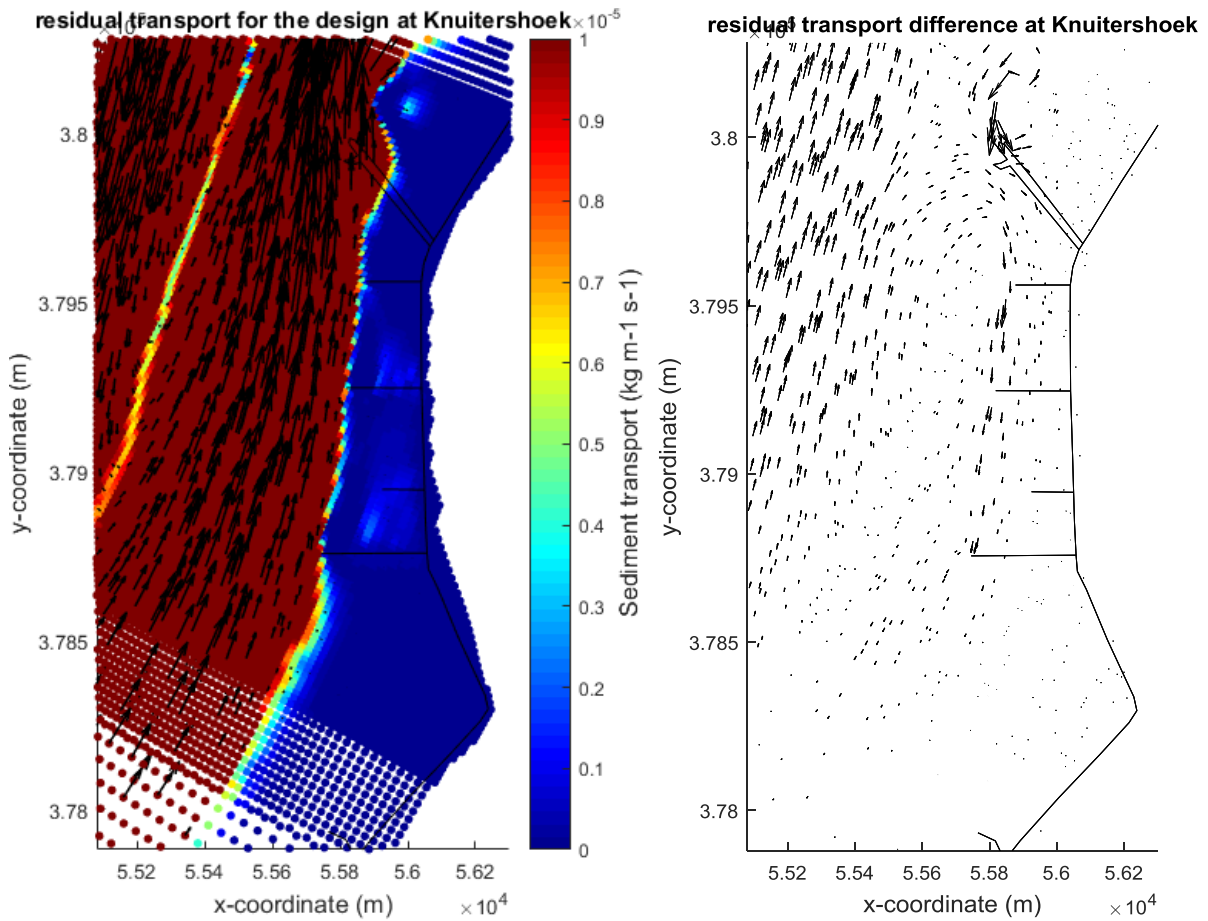 residual transport for the design at Knuitershoek
×10⁻⁵
3.8
3.795
3.79
3.785
3.78
y-coordinate (m)
5.52 5.54 5.56 5.58 5.6 5.62
x-coordinate (m)
×10⁴
1
0.9
0.8
0.7
0.6
0.5
0.4
0.3
0.2
0.1
0
Sediment transport (kg m-1 s-1)
residual transport difference at Knuitershoek
3.8
3.795
3.79
3.785
3.78
y-coordinate (m)
5.52 5.54 5.56 5.58 5.6 5.62
x-coordinate (m)
×10⁴